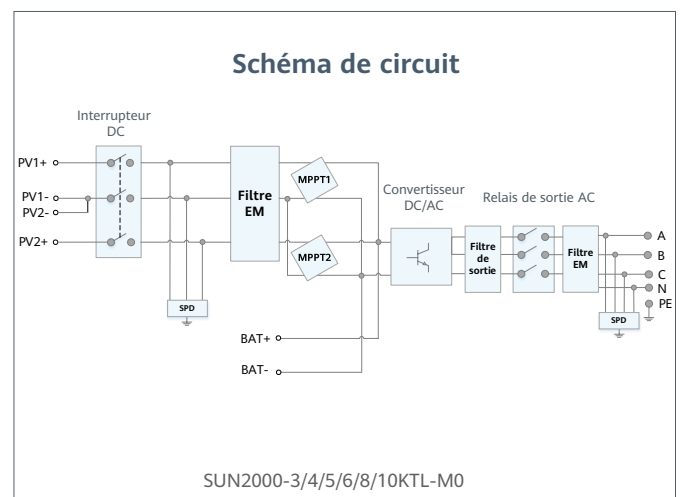 Schéma de circuit
Interrupteur
DC
PV1+
PV1-
PV2-
PV2+
Filtre
EM
MPPT1
MPPT2
SPD
BAT+
BAT-
Convertisseur
DC/AC
Relais de sortie AC
Filtre
de
sortie
Filtre
EM
A
B
C
N
PE
SPD
SUN2000-3/4/5/6/8/10KTL-M0